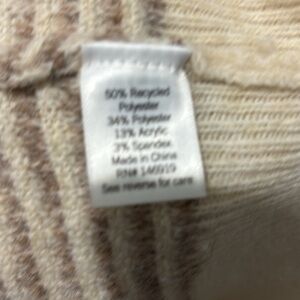 50% Recycled
Polyester
34% Polyester
13% Acrylic
3% Spandex
Made in China
RN# 146919
See reverse for care